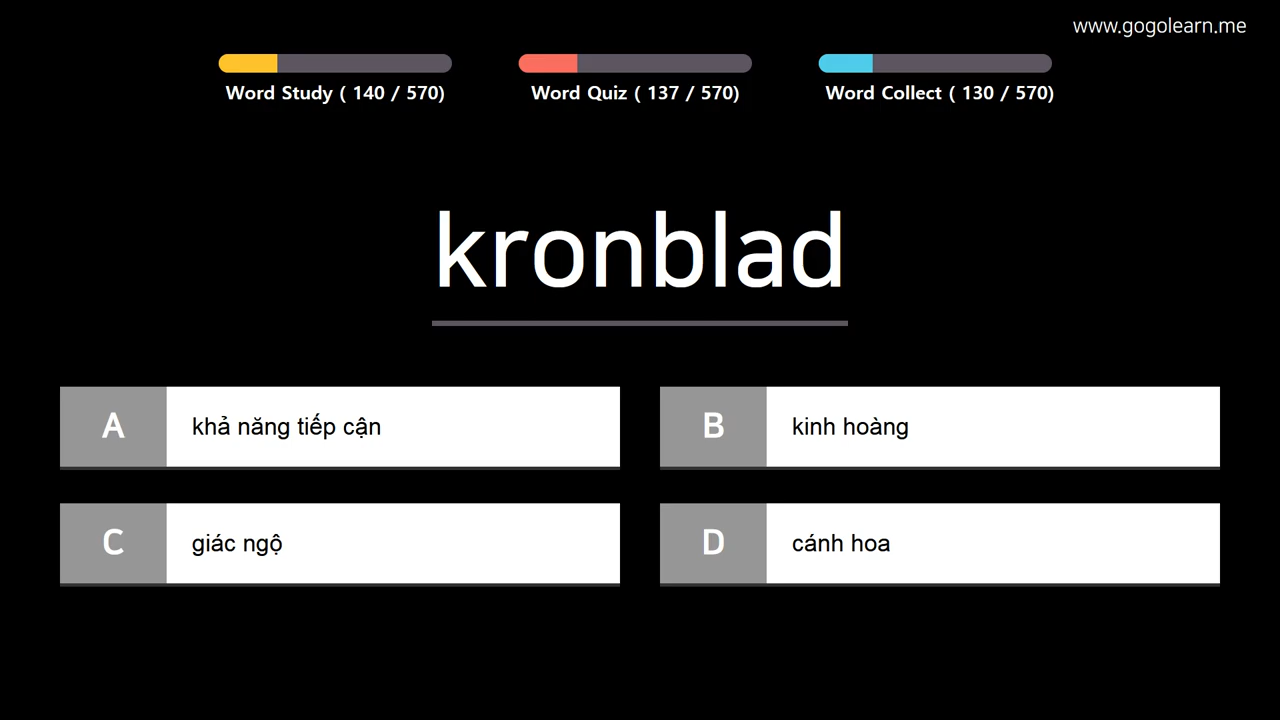 www.gogolearn.me
Word Study ( 140 / 570)
Word Quiz ( 137 / 570)
Word Collect ( 130 / 570)
kronblad
A khả năng tiếp cận
B kinh hoàng
C giác ngộ
D cánh hoa